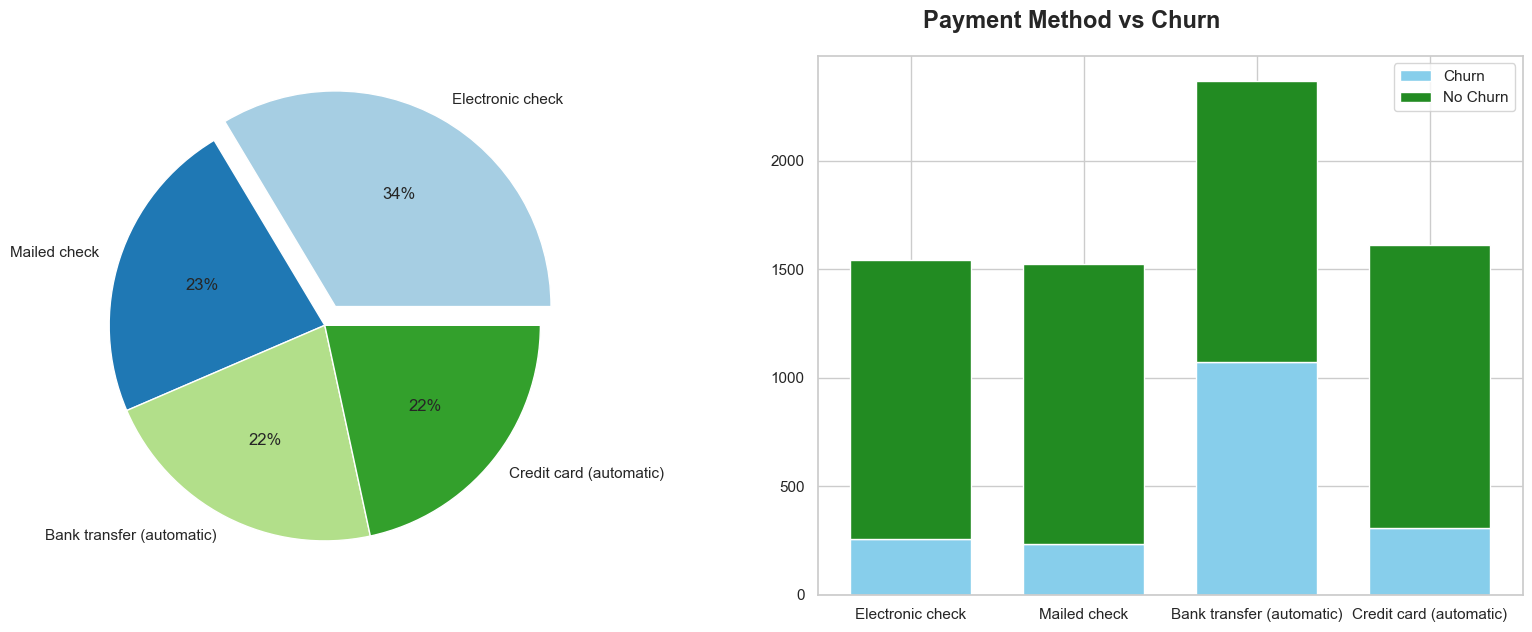 Electronic check
34%
Mailed check
23%
22%
22%
Credit card (automatic)
Bank transfer (automatic)
Payment Method vs Churn
Churn
No Churn
2000
1500
1000
500
0
Electronic check Mailed check Bank transfer (automatic) Credit card (automatic)